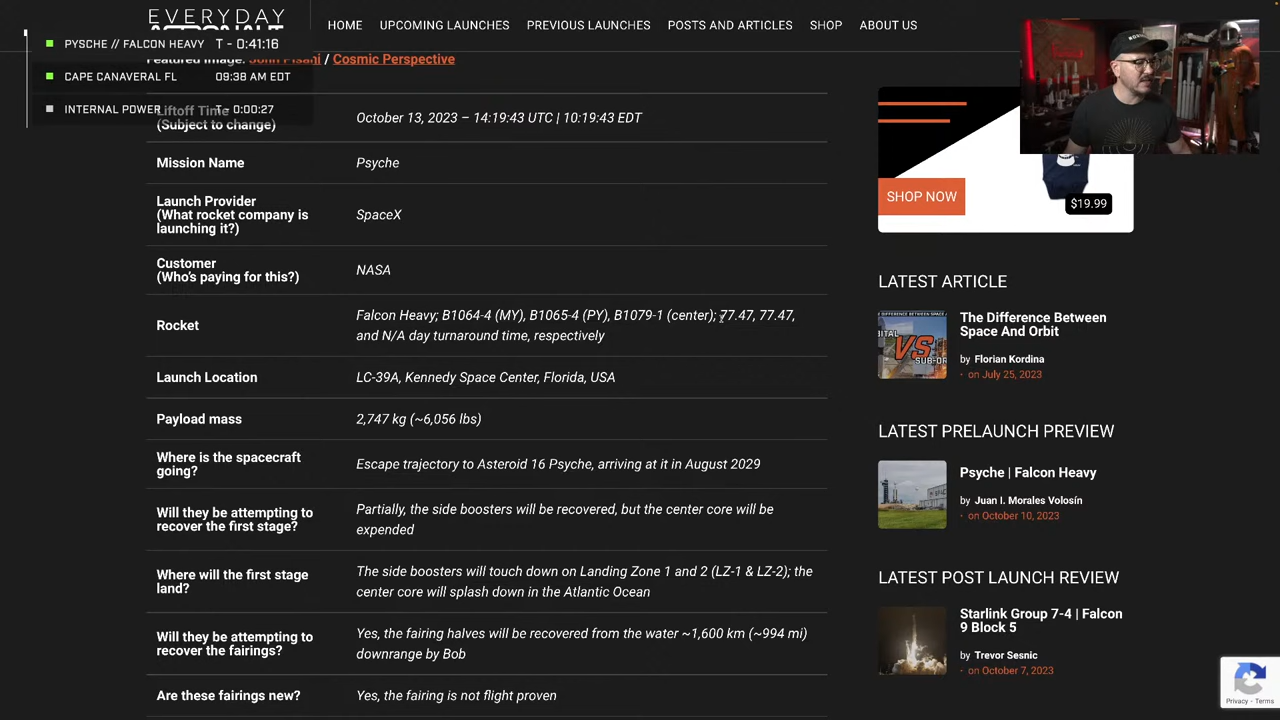 EVERYDAY
ASTRONAUT
HOME
UPCOMING LAUNCHES
PREVIOUS LAUNCHES
POSTS AND ARTICLES
SHOP
ABOUT US
PYSCHE // FALCON HEAVY T - 0:41:16
CAPE CANAVERAL FL 09:38 AM EDT
INTERNAL POWER T - 0:00:27
Featured Image: John Pisani / Cosmic Perspective
Liftoff Time
(Subject to change)
October 13, 2023 – 14:19:43 UTC | 10:19:43 EDT
Mission Name
Psyche
Launch Provider
(What rocket company is
launching it?)
SpaceX
Customer
(Who's paying for this?)
NASA
Rocket
Falcon Heavy; B1064-4 (MY), B1065-4 (PY), B1079-1 (center); 77.47, 77.47,
and N/A day turnaround time, respectively
Launch Location
LC-39A, Kennedy Space Center, Florida, USA
Payload mass
2,747 kg (~6,056 lbs)
Where is the spacecraft
going?
Escape trajectory to Asteroid 16 Psyche, arriving at it in August 2029
Will they be attempting to
recover the first stage?
Partially, the side boosters will be recovered, but the center core will be
expended
Where will the first stage
land?
The side boosters will touch down on Landing Zone 1 and 2 (LZ-1 & LZ-2); the
center core will splash down in the Atlantic Ocean
Will they be attempting to
recover the fairings?
Yes, the fairing halves will be recovered from the water ~1,600 km (~994 mi)
downrange by Bob
Are these fairings new?
Yes, the fairing is not flight proven
SHOP NOW
$19.99
LATEST ARTICLE
The Difference Between
Space And Orbit
by Florian Kordina
· on July 25, 2023
LATEST PRELAUNCH PREVIEW
Psyche | Falcon Heavy
by Juan I. Morales Volosín
· on October 10, 2023
LATEST POST LAUNCH REVIEW
Starlink Group 7-4 | Falcon
9 Block 5
by Trevor Sesnic
· on October 7, 2023
Privacy - Terms